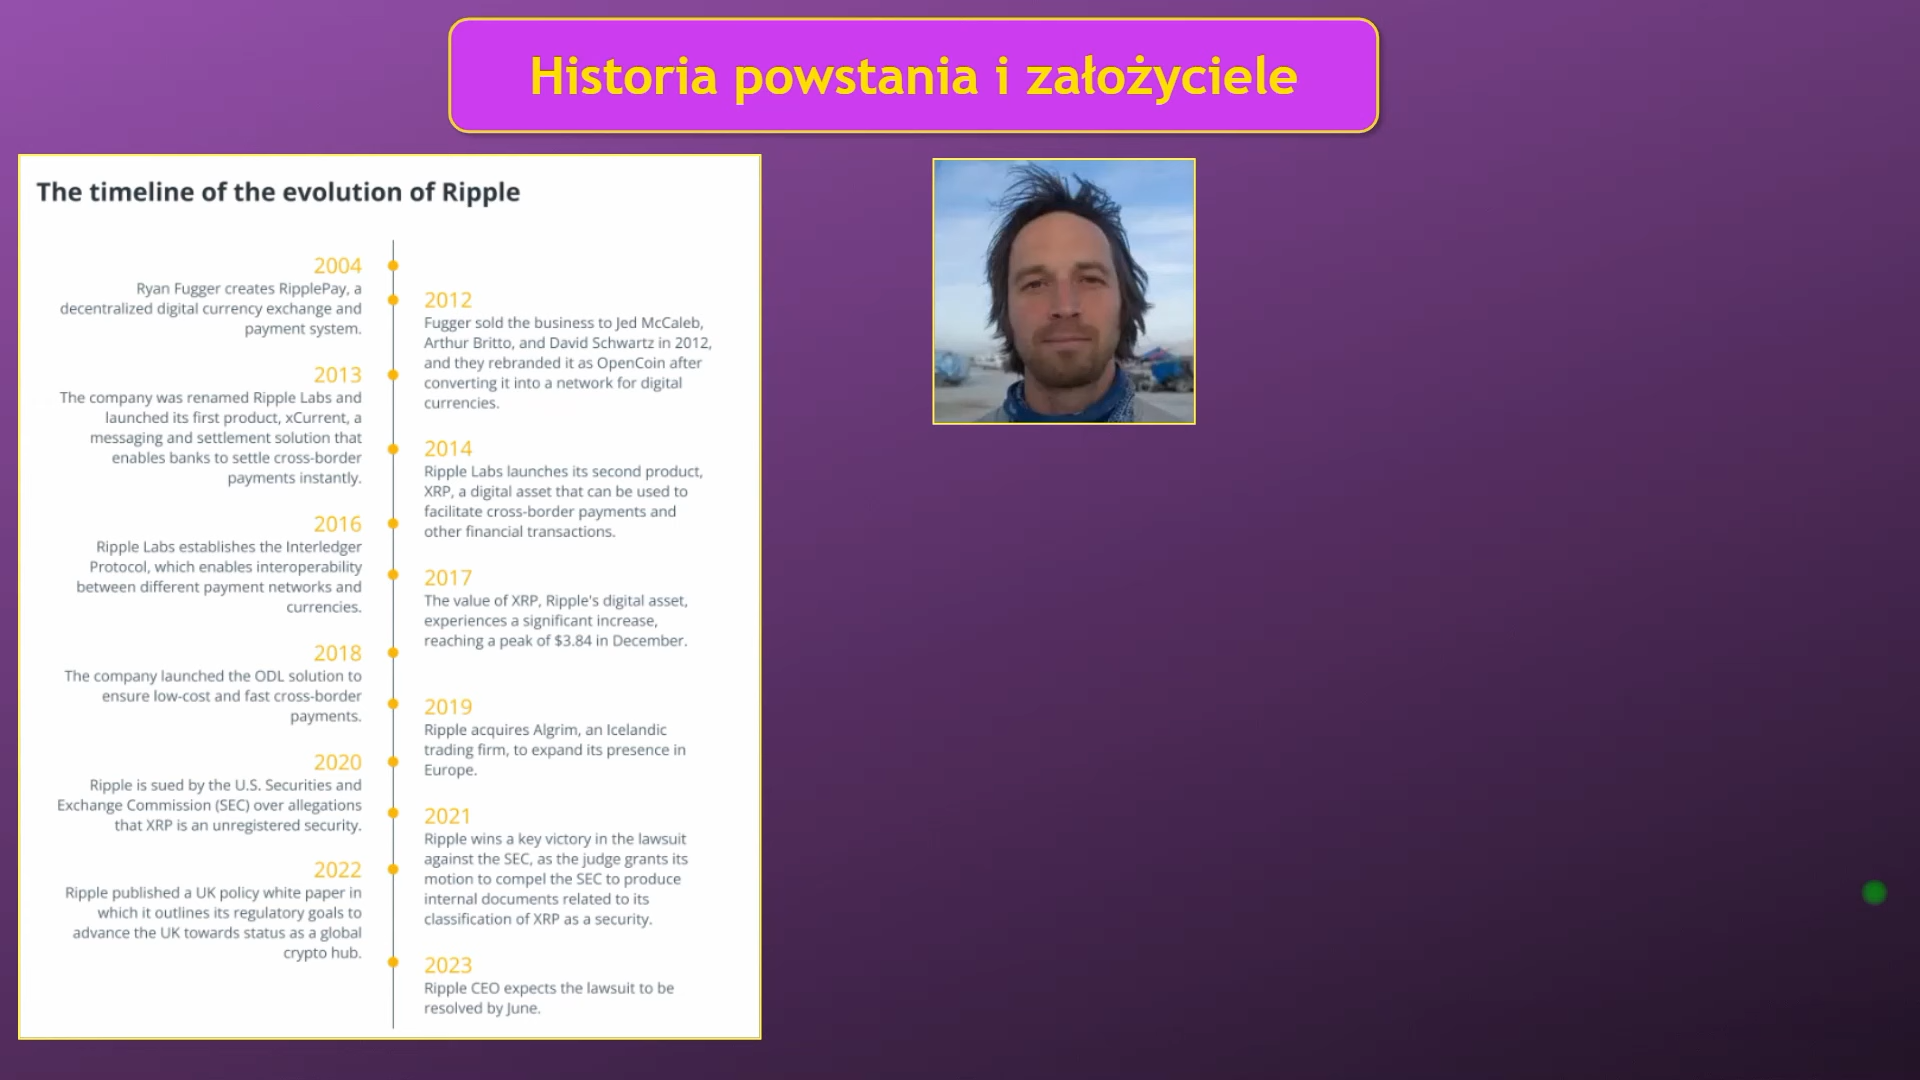 Historia powstania i założyciele
The timeline of the evolution of Ripple
2004
Ryan Fugger creates RipplePay, a
decentralized digital currency exchange and
payment system.
2012
Fugger sold the business to Jed McCaleb,
Arthur Britto, and David Schwartz in 2012,
and they rebranded it as OpenCoin after
converting it into a network for digital
currencies.
2013
The company was renamed Ripple Labs and
launched its first product, xCurrent, a
messaging and settlement solution that
enables banks to settle cross-border
payments instantly.
2014
Ripple Labs launches its second product,
XRP, a digital asset that can be used to
facilitate cross-border payments and
other financial transactions.
2016
Ripple Labs establishes the Interledger
Protocol, which enables interoperability
between different payment networks and
currencies.
2017
The value of XRP, Ripple's digital asset,
experiences a significant increase,
reaching a peak of $3.84 in December.
2018
The company launched the ODL solution to
ensure low-cost and fast cross-border
payments.
2019
Ripple acquires Algrim, an Icelandic
trading firm, to expand its presence in
Europe.
2020
Ripple is sued by the U.S. Securities and
Exchange Commission (SEC) over allegations
that XRP is an unregistered security.
2021
Ripple wins a key victory in the lawsuit
against the SEC, as the judge grants its
motion to compel the SEC to produce
internal documents related to its
classification of XRP as a security.
2022
Ripple published a UK policy white paper in
which it outlines its regulatory goals to
advance the UK towards status as a global
crypto hub.
2023
Ripple CEO expects the lawsuit to be
resolved by June.